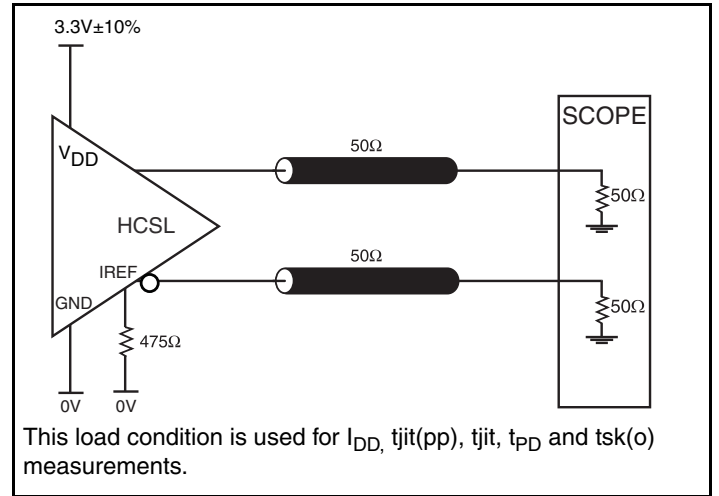 3.3V±10%
SCOPE
50Ω
VDD
50Ω
HCSL
IREF
50Ω
GND
50Ω
475Ω
0V 0V
This load condition is used for IDD, tjit(pp), tjit, tPD and tsk(o)
measurements.